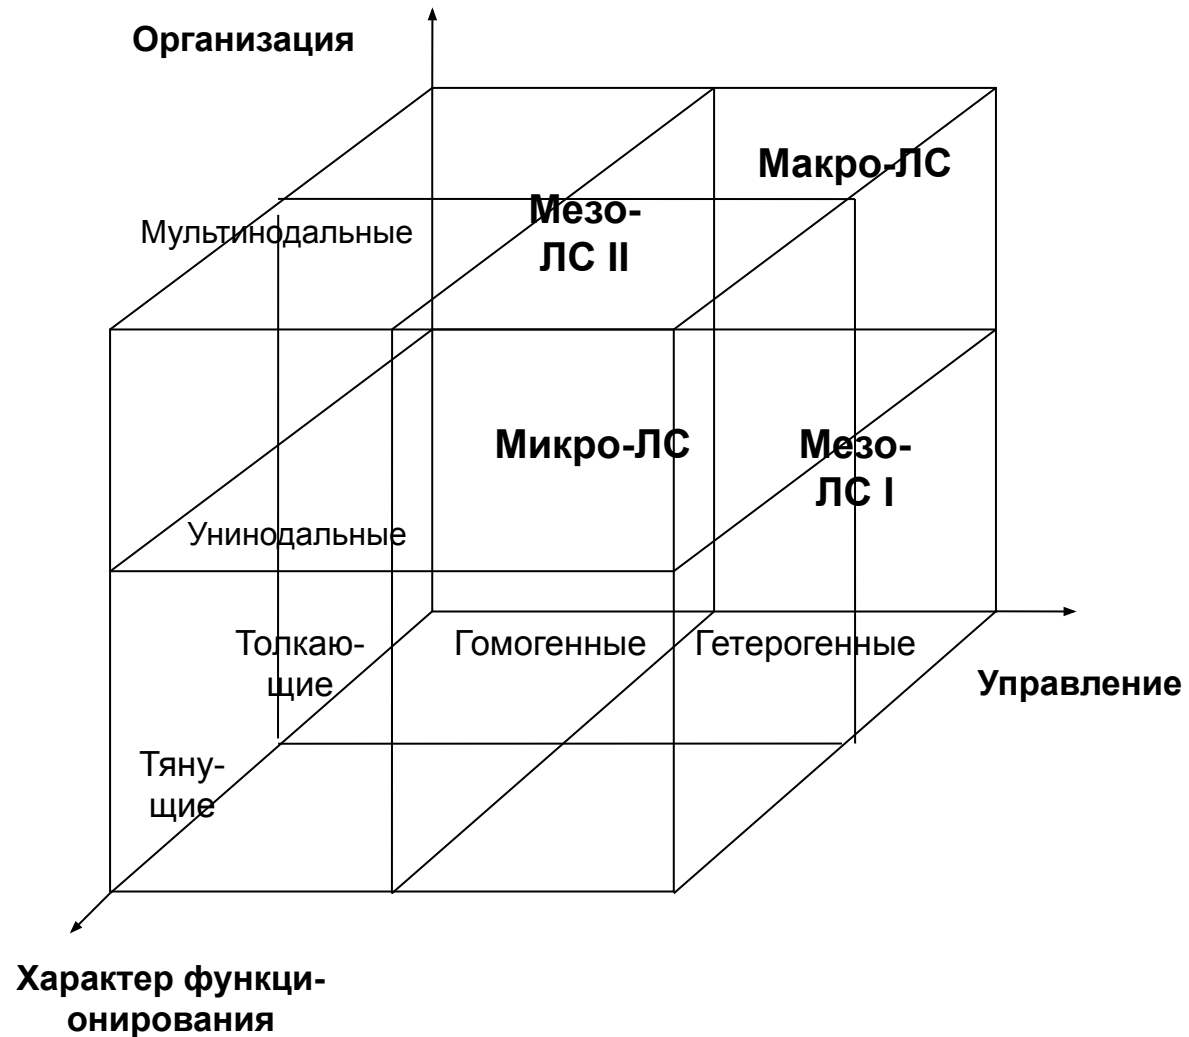 Организация
Макро-ЛС
Мезо-
ЛС II
Мультинодальные
Микро-ЛС
Мезо-
ЛС I
Унинодальные
Толкаю-
щие
Гомогенные
Гетерогенные
Управление
Тяну-
щие
Характер функци-
онирования